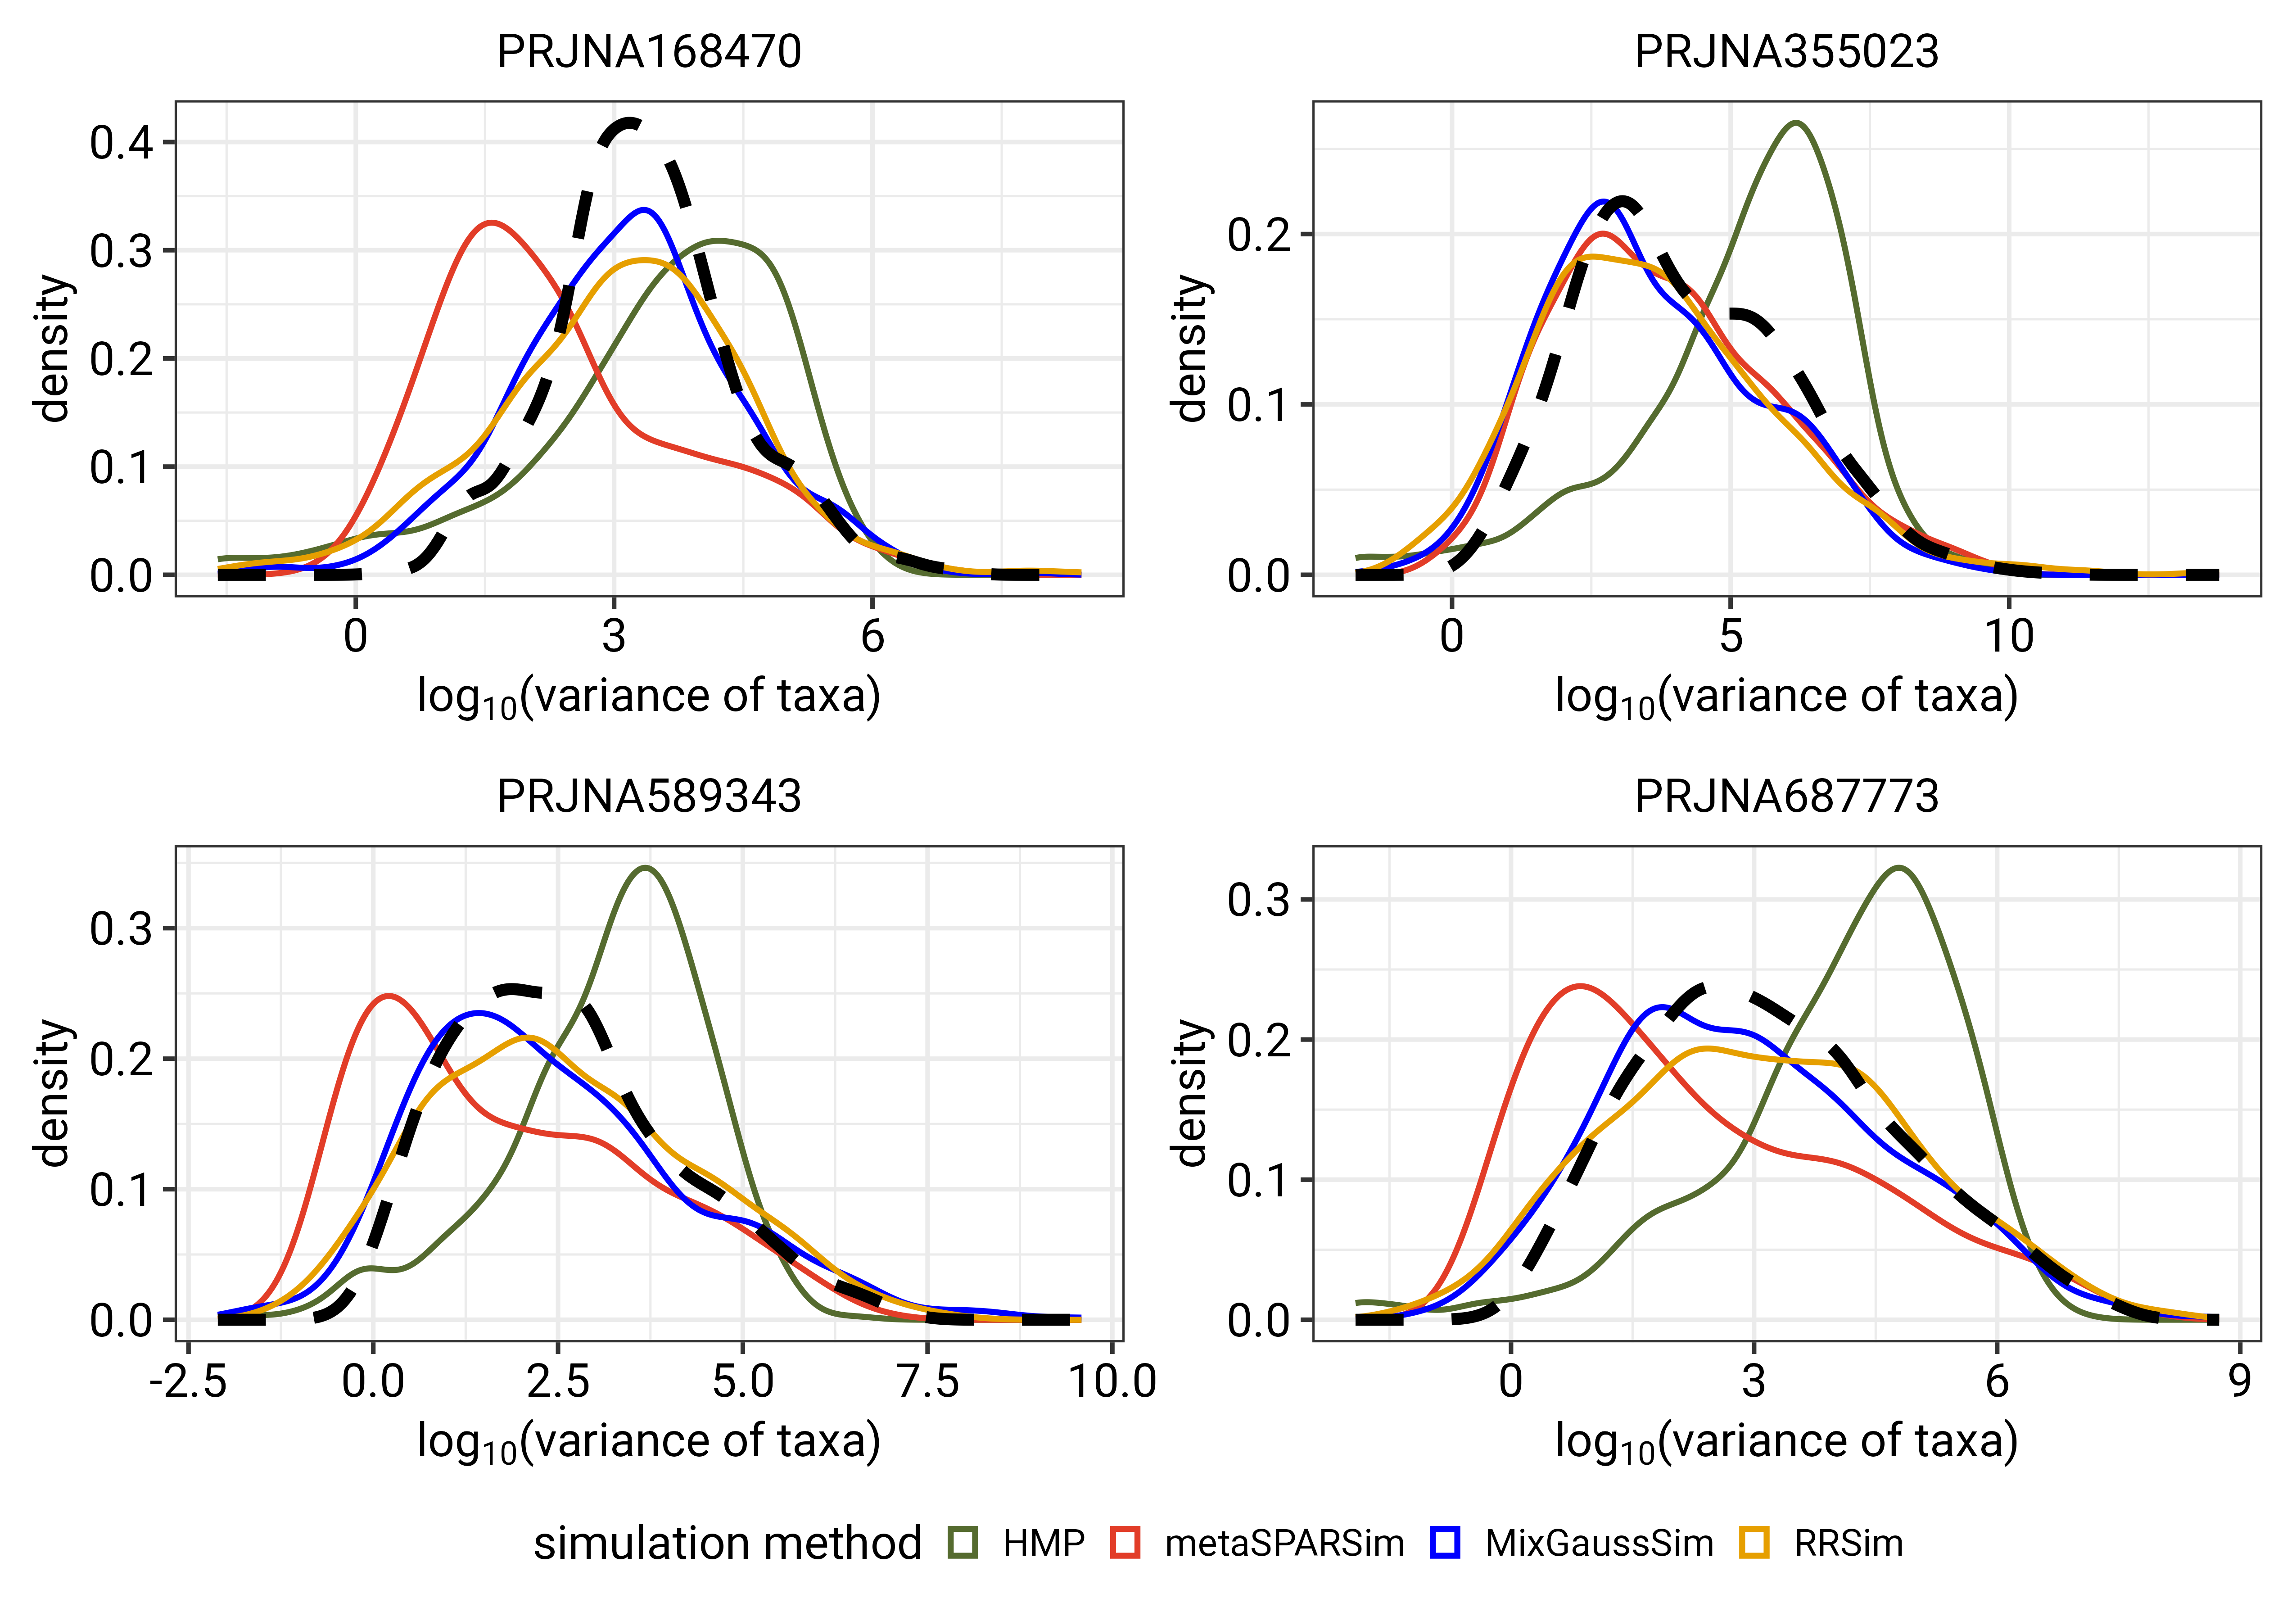 PRJNA168470
density
0.4
0.3
0.2
0.1
0.0
0 3 6
log10(variance of taxa)
PRJNA355023
density
0.2
0.1
0.0
0 5 10
log10(variance of taxa)
PRJNA589343
density
0.3
0.2
0.1
0.0
-2.5 0.0 2.5 5.0 7.5 10.0
log10(variance of taxa)
PRJNA687773
density
0.3
0.2
0.1
0.0
0 3 6 9
log10(variance of taxa)
simulation method HMP metaSPARSim MixGaussSim RRSim